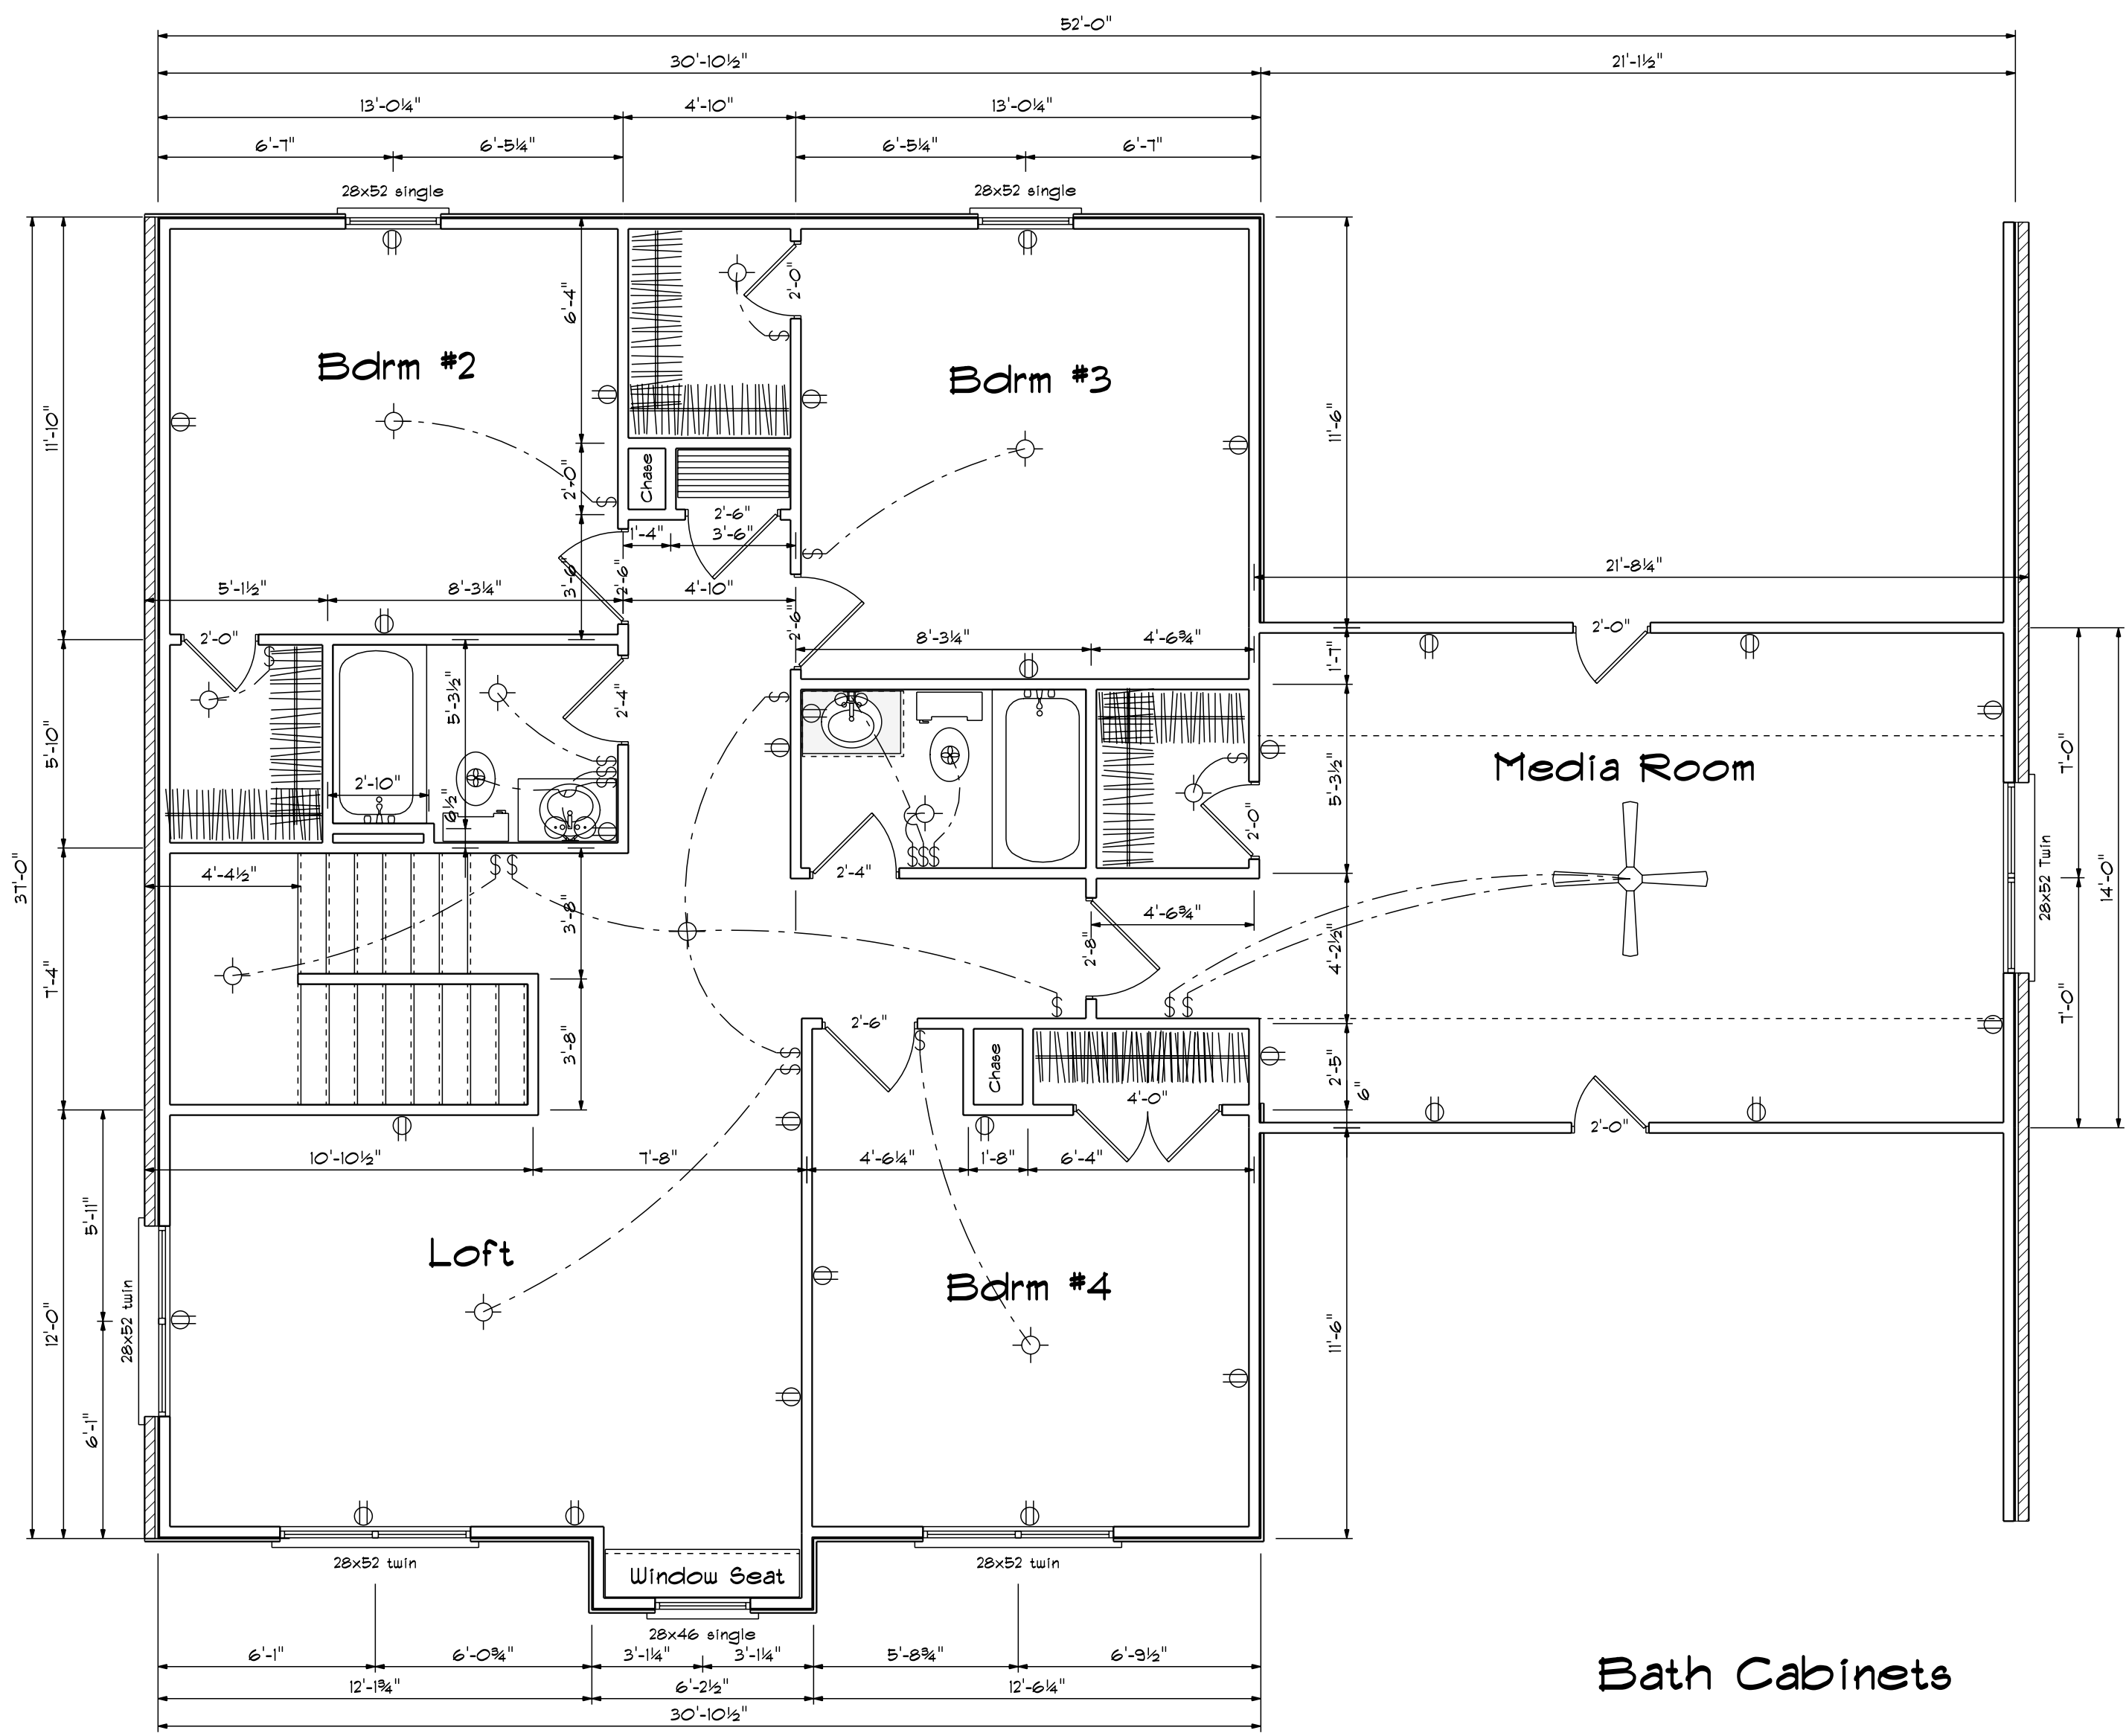 52'-0"
30'-10½" 21'-1½"
13'-0¼" 4'-10" 13'-0¼"
6'-7" 6'-5¼" 6'-5¼" 6'-7"
28x52 single 28x52 single
2'-0"
6'-4"
Bdrm #2 Bdrm #3
11'-10" 11'-6"
2'-0" Chase
2'-6"
1'-4" 3'-6"
21'-8¼"
3'-6" 2'-6"
5'-1½" 8'-3¼" 4'-10"
2'-6" 2'-0"
2'-0" 8'-3¼" 4'-6¾" 1'-7"
5'-3½" 2'-4"
5'-10" 7'-0"
Media Room
2'-10" 6½" 5'-3½"
2'-0"
37'-0"
4'-4½" 2'-4"
28x52 Twin 14'-0"
3'-8" 4'-6¾"
2'-8" 4'-2½"
7'-4" 7'-0"
2'-6"
3'-8" Chase 2'-5"
4'-0" 6"
2'-0"
10'-10½" 7'-8" 4'-6¼" 1'-8" 6'-4"
5'-11"
Loft
Bdrm #4
28x52 twin
12'-0" 11'-6"
6'-1"
28x52 twin Window Seat 28x52 twin
28x46 single
6'-1" 6'-0¾" 3'-1¼" 3'-1¼" 5'-8¾" 6'-9½"
Bath Cabinets
12'-1¾" 6'-2½" 12'-6¼"
30'-10½"